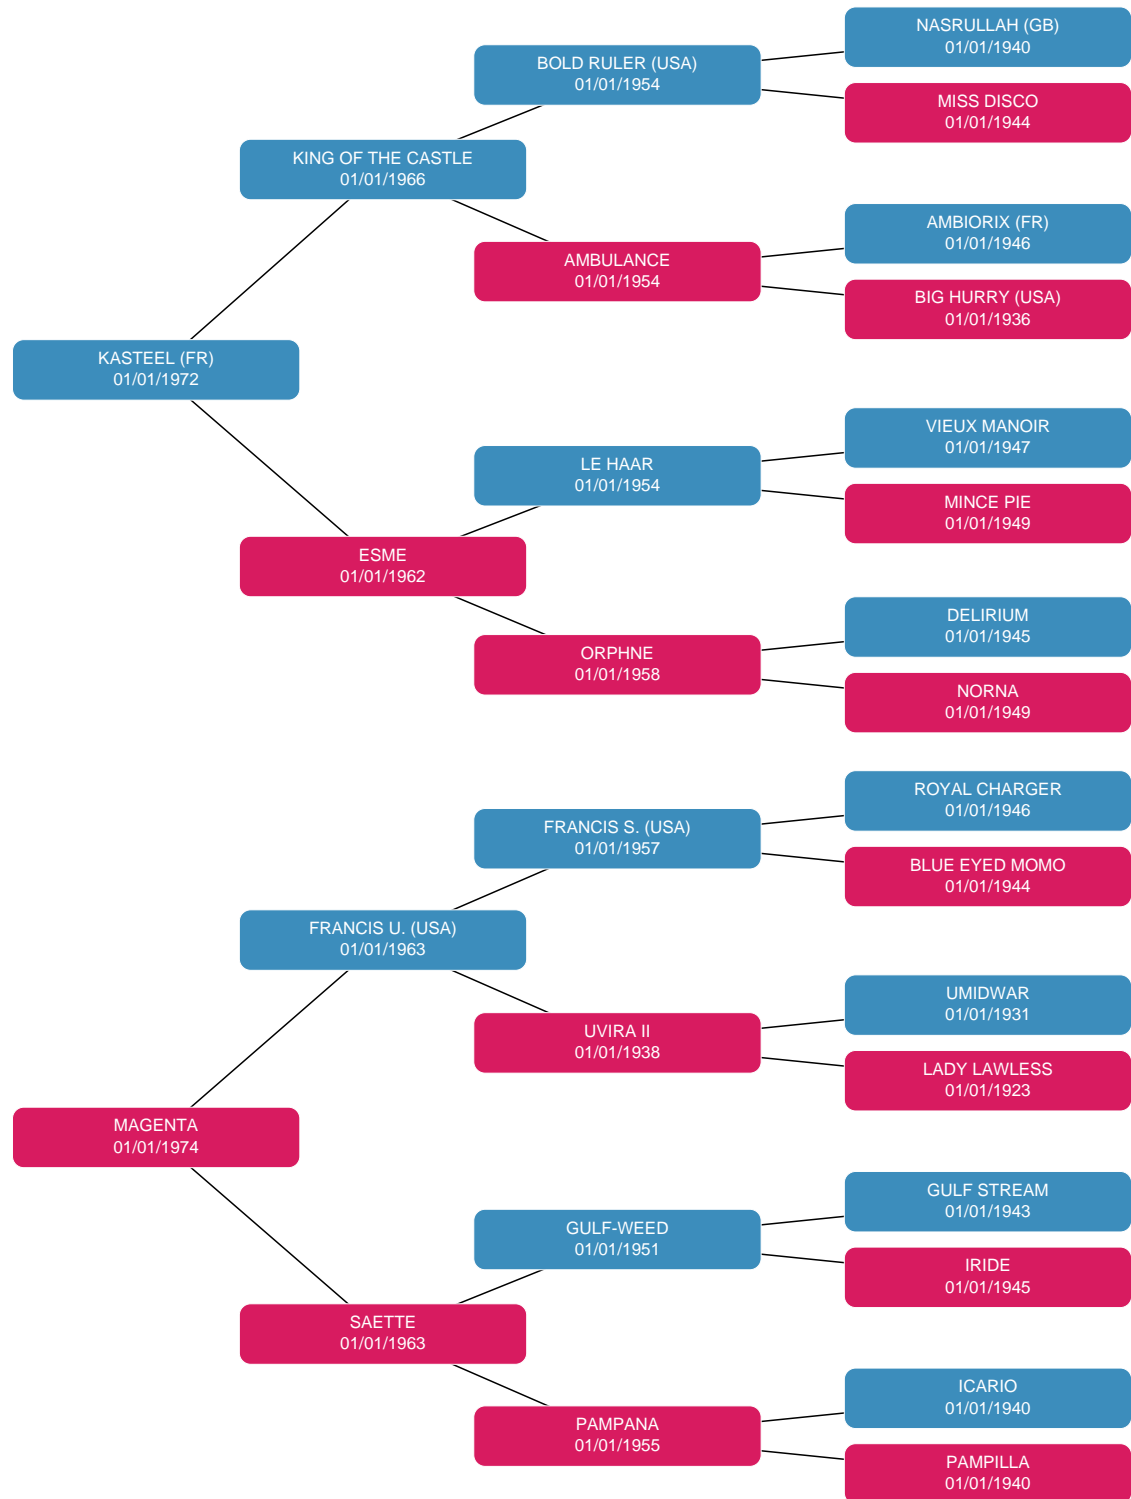 NASRULLAH (GB)
01/01/1940
BOLD RULER (USA)
01/01/1954
MISS DISCO
01/01/1944
KING OF THE CASTLE
01/01/1966
AMBIORIX (FR)
01/01/1946
AMBULANCE
01/01/1954
BIG HURRY (USA)
01/01/1936
KASTEEL (FR)
01/01/1972
VIEUX MANOIR
01/01/1947
LE HAAR
01/01/1954
MINCE PIE
01/01/1949
ESME
01/01/1962
DELIRIUM
01/01/1945
ORPHNE
01/01/1958
NORNA
01/01/1949
ROYAL CHARGER
01/01/1946
FRANCIS S. (USA)
01/01/1957
BLUE EYED MOMO
01/01/1944
FRANCIS U. (USA)
01/01/1963
UMIDWAR
01/01/1931
UVIRA II
01/01/1938
LADY LAWLESS
01/01/1923
MAGENTA
01/01/1974
GULF STREAM
01/01/1943
GULF-WEED
01/01/1951
IRIDE
01/01/1945
SAETTE
01/01/1963
ICARIO
01/01/1940
PAMPANA
01/01/1955
PAMPILLA
01/01/1940